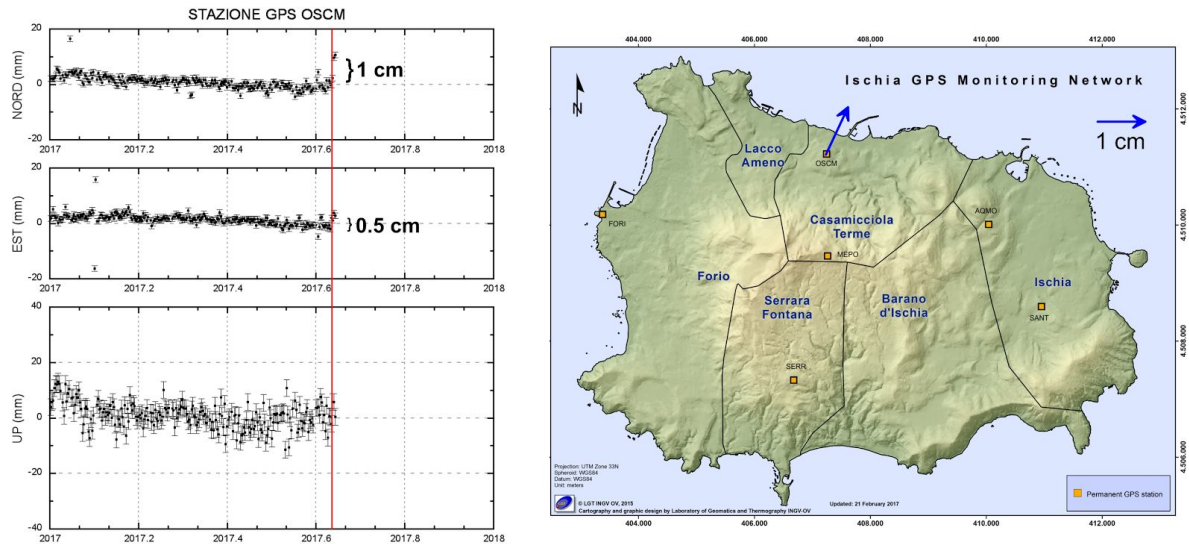 STAZIONE GPS OSCM
20
NORD (mm)
0
-20
} 1 cm
2017
2017.2
2017.4
2017.6
2017.8
2018
20
EST (mm)
0
-20
} 0.5 cm
2017
2017.2
2017.4
2017.6
2017.8
2018
40
20
UP (mm)
0
-20
-40
2017
2017.2
2017.4
2017.6
2017.8
2018
404.000
406.000
408.000
410.000
412.000
Ischia GPS Monitoring Network
N
1 cm
4.512.000
4.510.000
4.508.000
4.506.000
Lacco
Ameno
OSCM
FORI
Casamicciola
Terme
AQMO
MEPO
Forio
Serrara
Fontana
Barano
d'Ischia
Ischia
SANT
SERR
Projection: UTM Zone 33N
Spheroid: WGS84
Datum: WGS84
Unit: meters
© LGT INGV OV, 2015
Updated: 21 February 2017
Cartography and graphic design by Laboratory of Geomatics and Thermography INGV-OV
Permanent GPS station
404.000
406.000
408.000
410.000
412.000